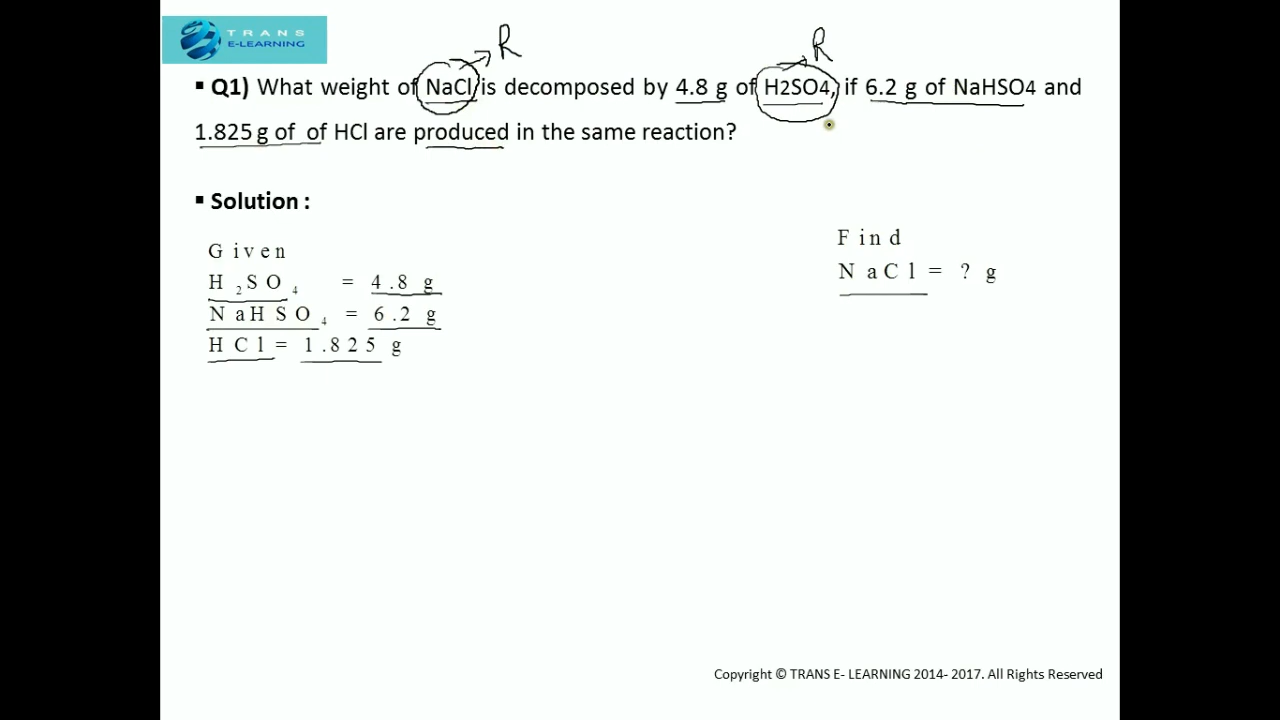 TRANS
E-LEARNING
R
R
▪ Q1) What weight of NaCl is decomposed by 4.8 g of H2SO4, if 6.2 g of NaHSO4 and
1.825 g of of HCl are produced in the same reaction?
▪ Solution :
Given
H₂SO₄ = 4.8 g
NaHSO₄ = 6.2 g
HCl = 1.825 g
Find
NaCl = ? g
Copyright © TRANS E- LEARNING 2014- 2017. All Rights Reserved